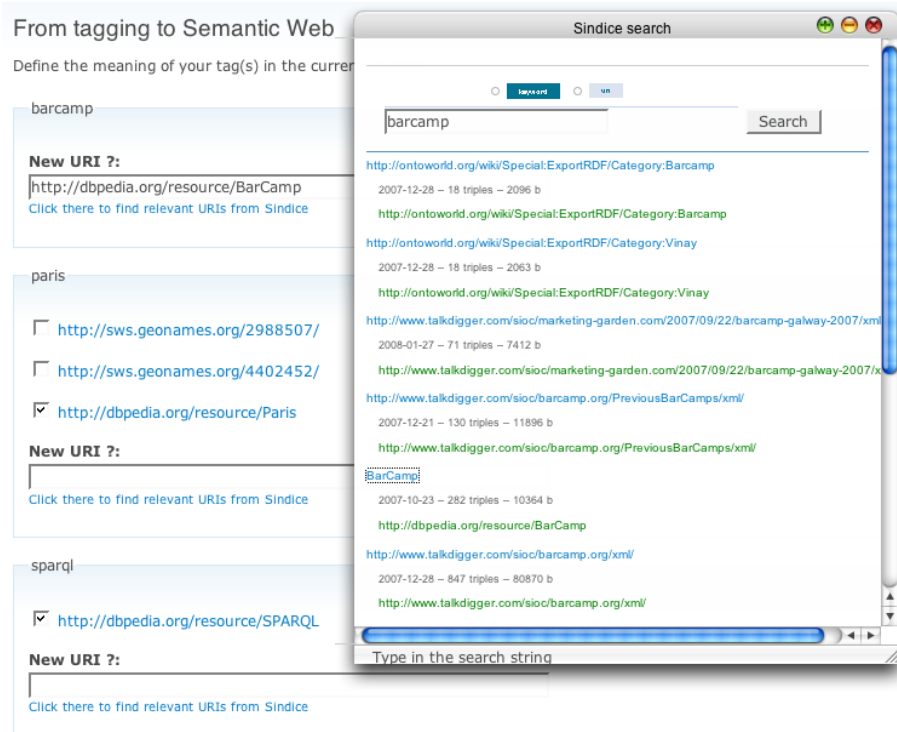 From tagging to Semantic Web
Define the meaning of your tag(s) in the curren
barcamp
New URI ?:
http://dbpedia.org/resource/BarCamp
Click there to find relevant URIs from Sindice
paris
http://sws.geonames.org/2988507/
http://sws.geonames.org/4402452/
http://dbpedia.org/resource/Paris
New URI ?:
Click there to find relevant URIs from Sindice
sparql
http://dbpedia.org/resource/SPARQL
New URI ?:
Click there to find relevant URIs from Sindice
Sindice search
keyword uri
barcamp Search
http://ontoworld.org/wiki/Special:ExportRDF/Category:Barcamp
2007-12-28 – 18 triples – 2096 b
http://ontoworld.org/wiki/Special:ExportRDF/Category:Barcamp
http://ontoworld.org/wiki/Special:ExportRDF/Category:Vinay
2007-12-28 – 18 triples – 2063 b
http://ontoworld.org/wiki/Special:ExportRDF/Category:Vinay
http://www.talkdigger.com/sioc/marketing-garden.com/2007/09/22/barcamp-galway-2007/xml
2008-01-27 – 71 triples – 7412 b
http://www.talkdigger.com/sioc/marketing-garden.com/2007/09/22/barcamp-galway-2007/x
http://www.talkdigger.com/sioc/barcamp.org/PreviousBarCamps/xml/
2007-12-21 – 130 triples – 11896 b
http://www.talkdigger.com/sioc/barcamp.org/PreviousBarCamps/xml/
BarCamp
2007-10-23 – 282 triples – 10364 b
http://dbpedia.org/resource/BarCamp
http://www.talkdigger.com/sioc/barcamp.org/xml/
2007-12-28 – 847 triples – 80870 b
http://www.talkdigger.com/sioc/barcamp.org/xml/
Type in the search string